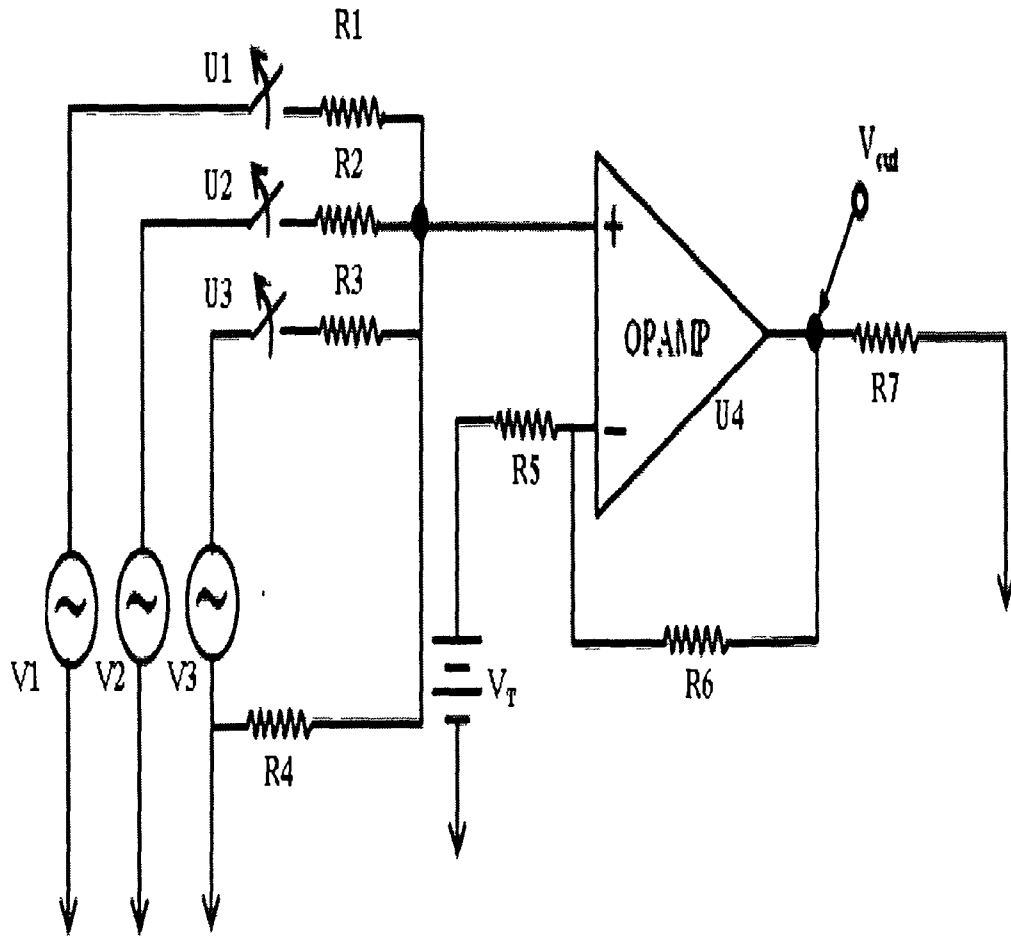 R1
U1
R2
U2
R3
U3
V_out
+
OPAMP
−
U4
R7
R5
~
~
~
V1
V2
V3
V_T
R6
R4